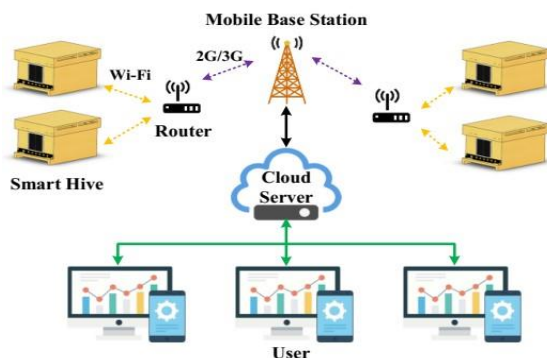 Mobile Base Station
2G/3G
Wi-Fi
Router
Smart Hive
Cloud
Server
User